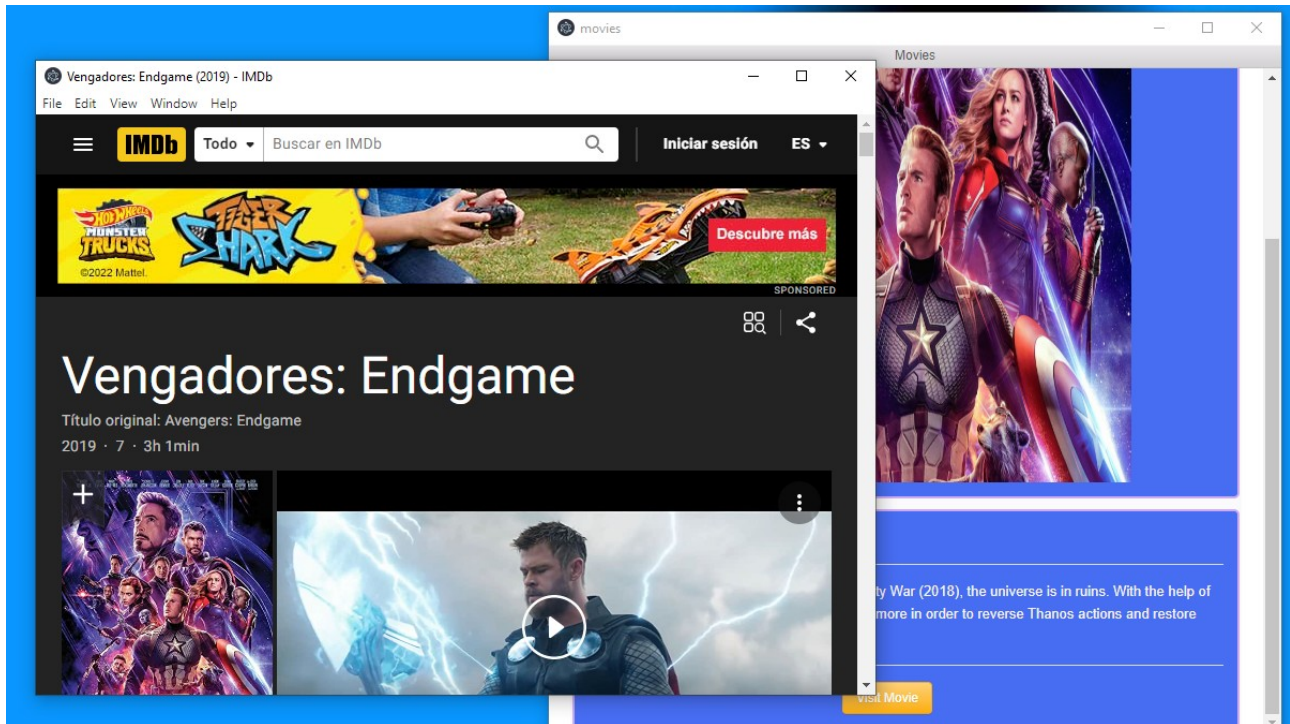 movies
Movies
Vengadores: Endgame (2019) - IMDb
File Edit View Window Help
IMDb Todo Buscar en IMDb Iniciar sesión ES
HOT WHEELS
MONSTER
TRUCKS
TIGER
SHARK
©2022 Mattel.
Descubre más
SPONSORED
Vengadores: Endgame
Título original: Avengers: Endgame
2019 · 7 · 3h 1min
ty War (2018), the universe is in ruins. With the help of
more in order to reverse Thanos actions and restore
Visit Movie